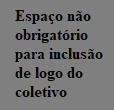 Espaço não
obrigatório
para inclusão
de logo do
coletivo